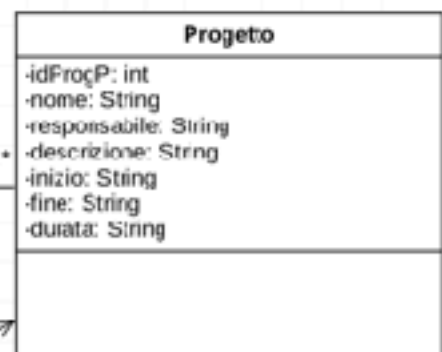 Progetto
-idProgP: int
-nome: String
-responsabile: String
-descrizione: String
*
-inizio: String
-fine: String
-durata: String